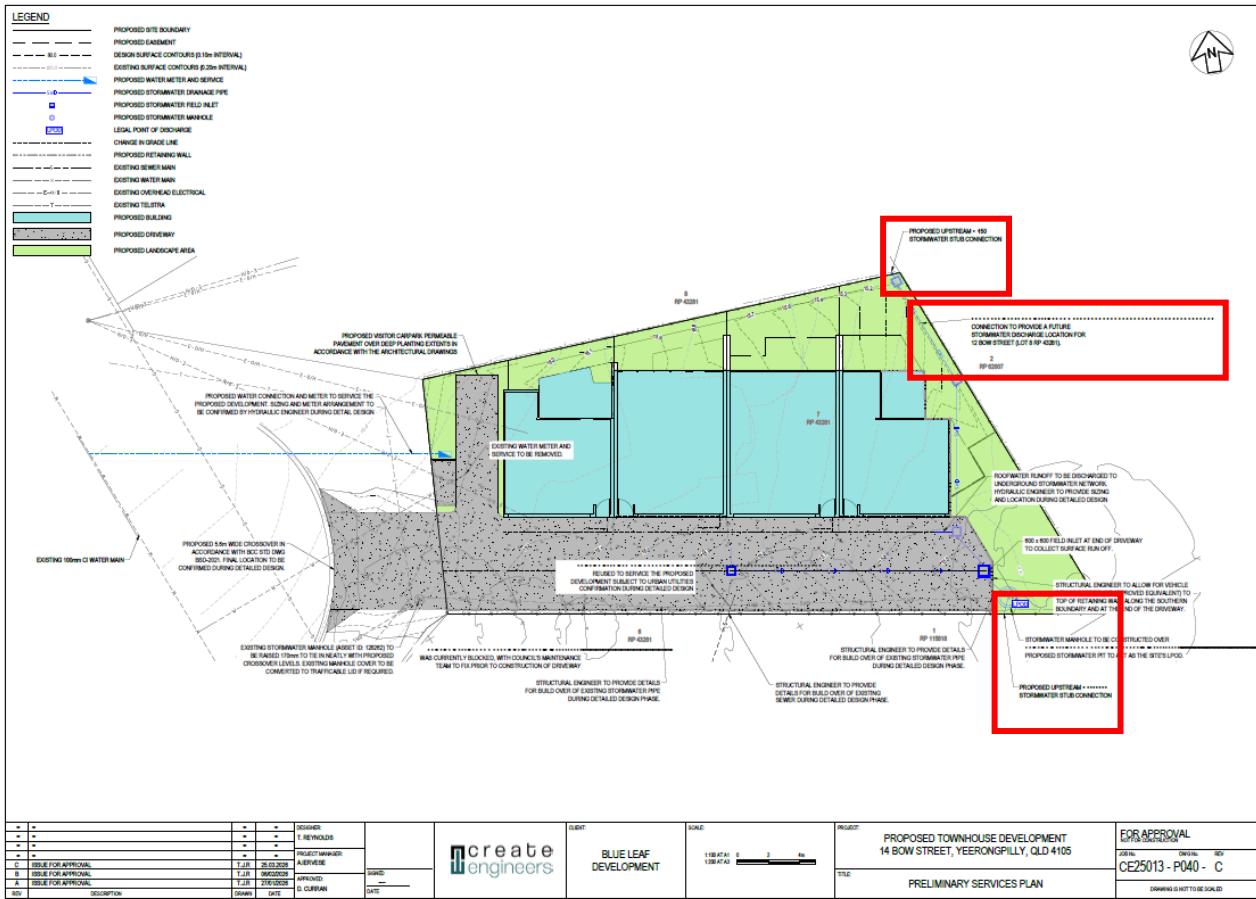 LEGEND
PROPOSED SITE BOUNDARY
PROPOSED EASEMENT
DESIGN SURFACE CONTOURS (0.10m INTERVAL)
EXISTING SURFACE CONTOURS (0.20m INTERVAL)
PROPOSED WATER METER AND SERVICE
PROPOSED STORMWATER DRAINAGE PIPE
PROPOSED STORMWATER FIELD INLET
PROPOSED STORMWATER MANHOLE
LEGAL POINT OF DISCHARGE
CHANGE IN GRADE LINE
PROPOSED RETAINING WALL
EXISTING SEWER MAIN
EXISTING WATER MAIN
EXISTING OVERHEAD ELECTRICAL
EXISTING TELSTRA
PROPOSED BUILDING
PROPOSED DRIVEWAY
PROPOSED LANDSCAPE AREA
N
PROPOSED UPSTREAM
STORMWATER STUB CONNECTION
CONNECTION TO PROVIDE A FUTURE
STORMWATER DISCHARGE LOCATION FOR
12 BOW STREET (LOT 8 RP 43281).
8
RP 43281
2
7
RP 43281
PROPOSED VISITOR CARPARK PERMEABLE
PAVEMENT OVER DEEP PLANTING EXTENTS IN
ACCORDANCE WITH THE ARCHITECTURAL DRAWINGS
PROPOSED WATER CONNECTION AND METER TO SERVICE THE
PROPOSED DEVELOPMENT. SIZING AND METER ARRANGEMENT TO
BE CONFIRMED BY HYDRAULIC ENGINEER DURING DETAIL DESIGN
EXISTING WATER METER AND
SERVICE TO BE REMOVED.
ROOFWATER RUNOFF TO BE DISCHARGED TO
UNDERGROUND STORMWATER NETWORK.
HYDRAULIC ENGINEER TO PROVIDE SIZING
AND LOCATION DURING DETAILED DESIGN
600 x 600 FIELD INLET AT END OF DRIVEWAY
TO COLLECT SURFACE RUN OFF.
EXISTING 100mm CI WATER MAIN
PROPOSED 5.6m WIDE CROSSOVER IN
ACCORDANCE WITH BCC STD DWG
BSD-2021. FINAL LOCATION TO BE
CONFIRMED DURING DETAILED DESIGN.
REUSED TO SERVICE THE PROPOSED
DEVELOPMENT SUBJECT TO URBAN UTILITIES
CONFIRMATION DURING DETAILED DESIGN
STRUCTURAL ENGINEER TO ALLOW FOR VEHICLE
TOP OF RETAINING WALL ALONG THE SOUTHERN
BOUNDARY AND AT THE END OF THE DRIVEWAY.
LPOD
STORMWATER MANHOLE TO BE CONSTRUCTED OVER
PROPOSED STORMWATER PIT TO ACT AS THE SITE'S LPOD.
PROPOSED UPSTREAM
STORMWATER STUB CONNECTION
6
RP 43281
1
EXISTING STORMWATER MANHOLE (ASSET ID: 128262) TO
BE RAISED 170mm TO TIE IN NEATLY WITH PROPOSED
CROSSOVER LEVELS. EXISTING MANHOLE COVER TO BE
CONVERTED TO TRAFFICABLE LID IF REQUIRED.
WAS CURRENTLY BLOCKED, WITH COUNCIL'S MAINTENANCE
TEAM TO FIX PRIOR TO CONSTRUCTION OF DRIVEWAY
STRUCTURAL ENGINEER TO PROVIDE DETAILS
FOR BUILD OVER OF EXISTING STORMWATER PIPE
DURING DETAILED DESIGN PHASE.
STRUCTURAL ENGINEER TO PROVIDE
DETAILS FOR BUILD OVER OF EXISTING
SEWER DURING DETAILED DESIGN PHASE.
STRUCTURAL ENGINEER TO PROVIDE DETAILS
FOR BUILD OVER OF EXISTING STORMWATER PIPE
DURING DETAILED DESIGN PHASE.
C ISSUE FOR APPROVAL T.J.R 25.03.2026
B ISSUE FOR APPROVAL T.J.R
A ISSUE FOR APPROVAL T.J.R
REV DESCRIPTION DRAWN DATE
DESIGNER
T. REYNOLDS
PROJECT MANAGER
APPROVED
D. CURRAN
SIGNED
DATE
create
engineers
CLIENT:
BLUE LEAF
DEVELOPMENT
SCALE:
PROJECT:
PROPOSED TOWNHOUSE DEVELOPMENT
14 BOW STREET, YEERONGPILLY, QLD 4105
TITLE:
PRELIMINARY SERVICES PLAN
FOR APPROVAL
NOT FOR CONSTRUCTION
JOB No. DWG No. REV
CE25013 - P040 - C
DRAWING IS NOT TO BE SCALED